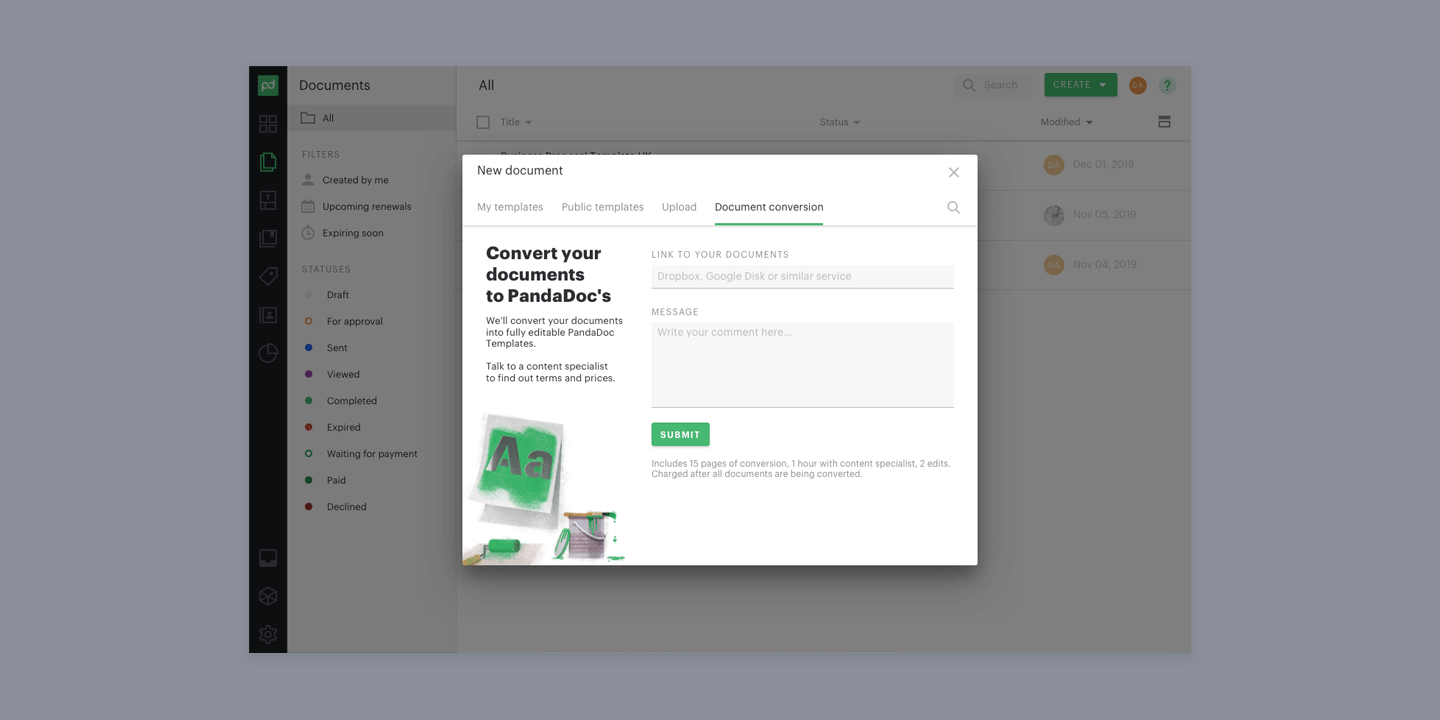 pd
Documents
All
Search
CREATE
DA
?
All
Title
Status
Modified
FILTERS
Created by me
Upcoming renewals
Expiring soon
STATUSES
Draft
For approval
Sent
Viewed
Completed
Expired
Waiting for payment
Paid
Declined
Business Proposal Template UK
DA
Dec 01, 2019
Nov 05, 2019
DA
Nov 04, 2019
New document
My templates
Public templates
Upload
Document conversion
Convert your
documents
to PandaDoc's
We'll convert your documents
into fully editable PandaDoc
Templates.
Talk to a content specialist
to find out terms and prices.
Aa
LINK TO YOUR DOCUMENTS
Dropbox, Google Disk or similar service
MESSAGE
Write your comment here...
SUBMIT
Includes 15 pages of conversion, 1 hour with content specialist, 2 edits.
Charged after all documents are being converted.